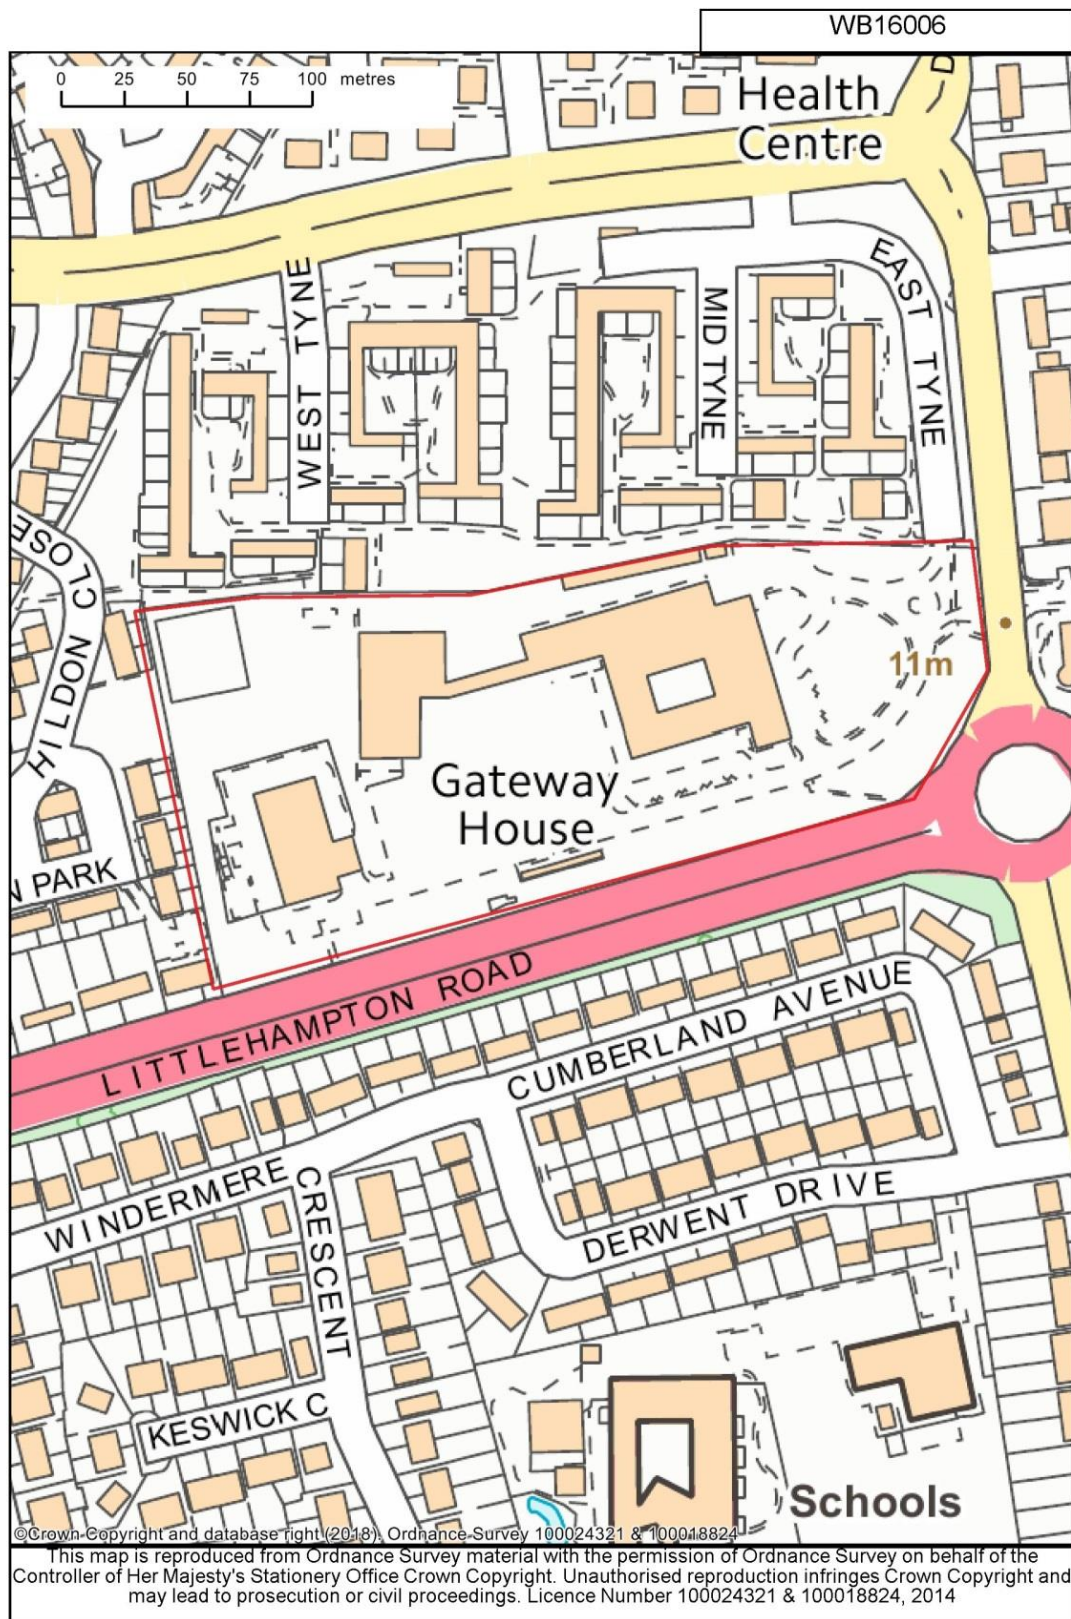 WB16006
0 25 50 75 100 metres
D
Health
Centre
EAST TYNE
WEST TYNE
MID TYNE
HILDON CLOSE
11m
Gateway
House
N PARK
LITTLEHAMPTON ROAD
CUMBERLAND AVENUE
WINDERMERE
CRESCENT
DERWENT DRIVE
KESWICK C
Schools
©Crown Copyright and database right (2018). Ordnance Survey 100024321 & 100018824
This map is reproduced from Ordnance Survey material with the permission of Ordnance Survey on behalf of the
Controller of Her Majesty's Stationery Office Crown Copyright. Unauthorised reproduction infringes Crown Copyright and
may lead to prosecution or civil proceedings. Licence Number 100024321 & 100018824, 2014